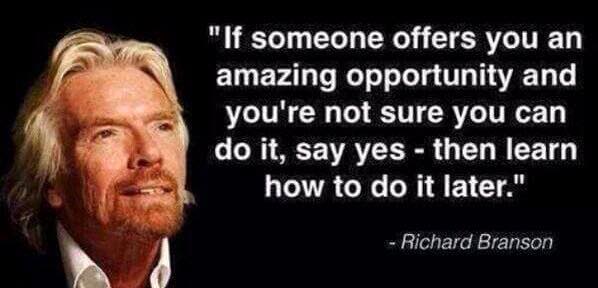 "If someone offers you an
amazing opportunity and
you're not sure you can
do it, say yes - then learn
how to do it later."
- Richard Branson